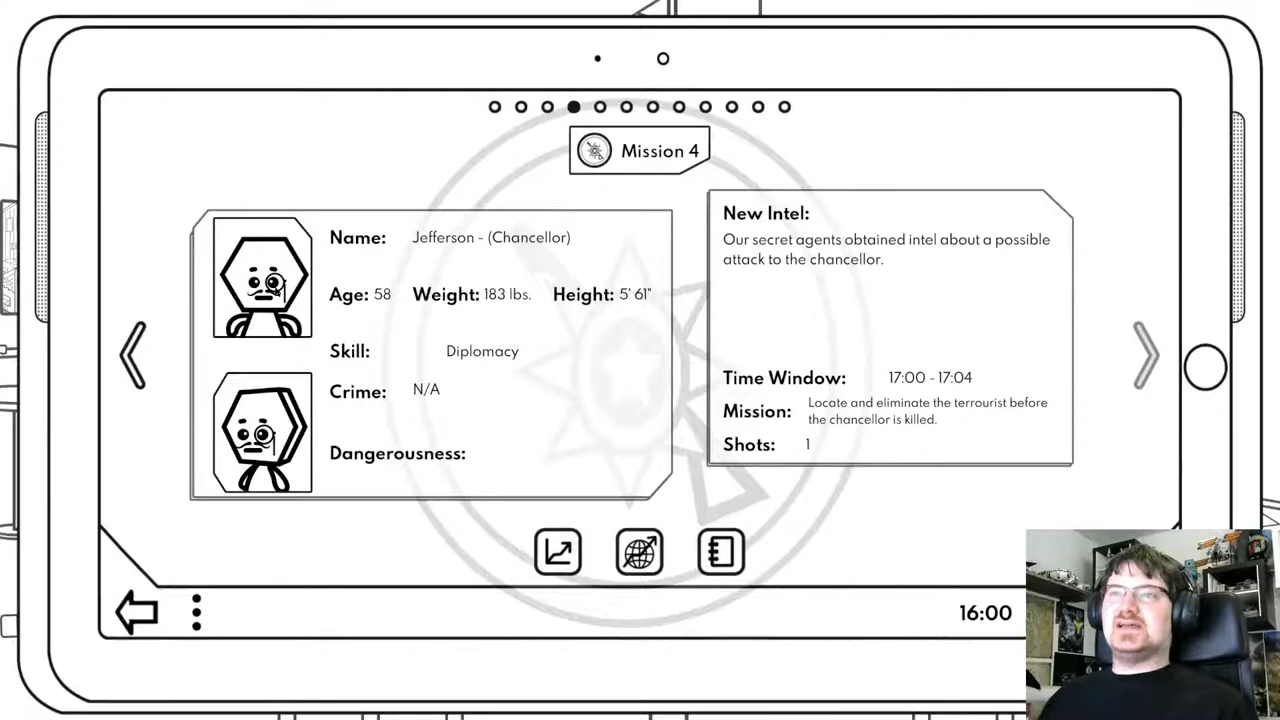 Mission 4
Name: Jefferson - (Chancellor)
Age: 58 Weight: 183 lbs. Height: 5' 61"
Skill: Diplomacy
Crime: N/A
Dangerousness:
New Intel:
Our secret agents obtained intel about a possible
attack to the chancellor.
Time Window: 17:00 - 17:04
Mission: Locate and eliminate the terrourist before
the chancellor is killed.
Shots: 1
16:00